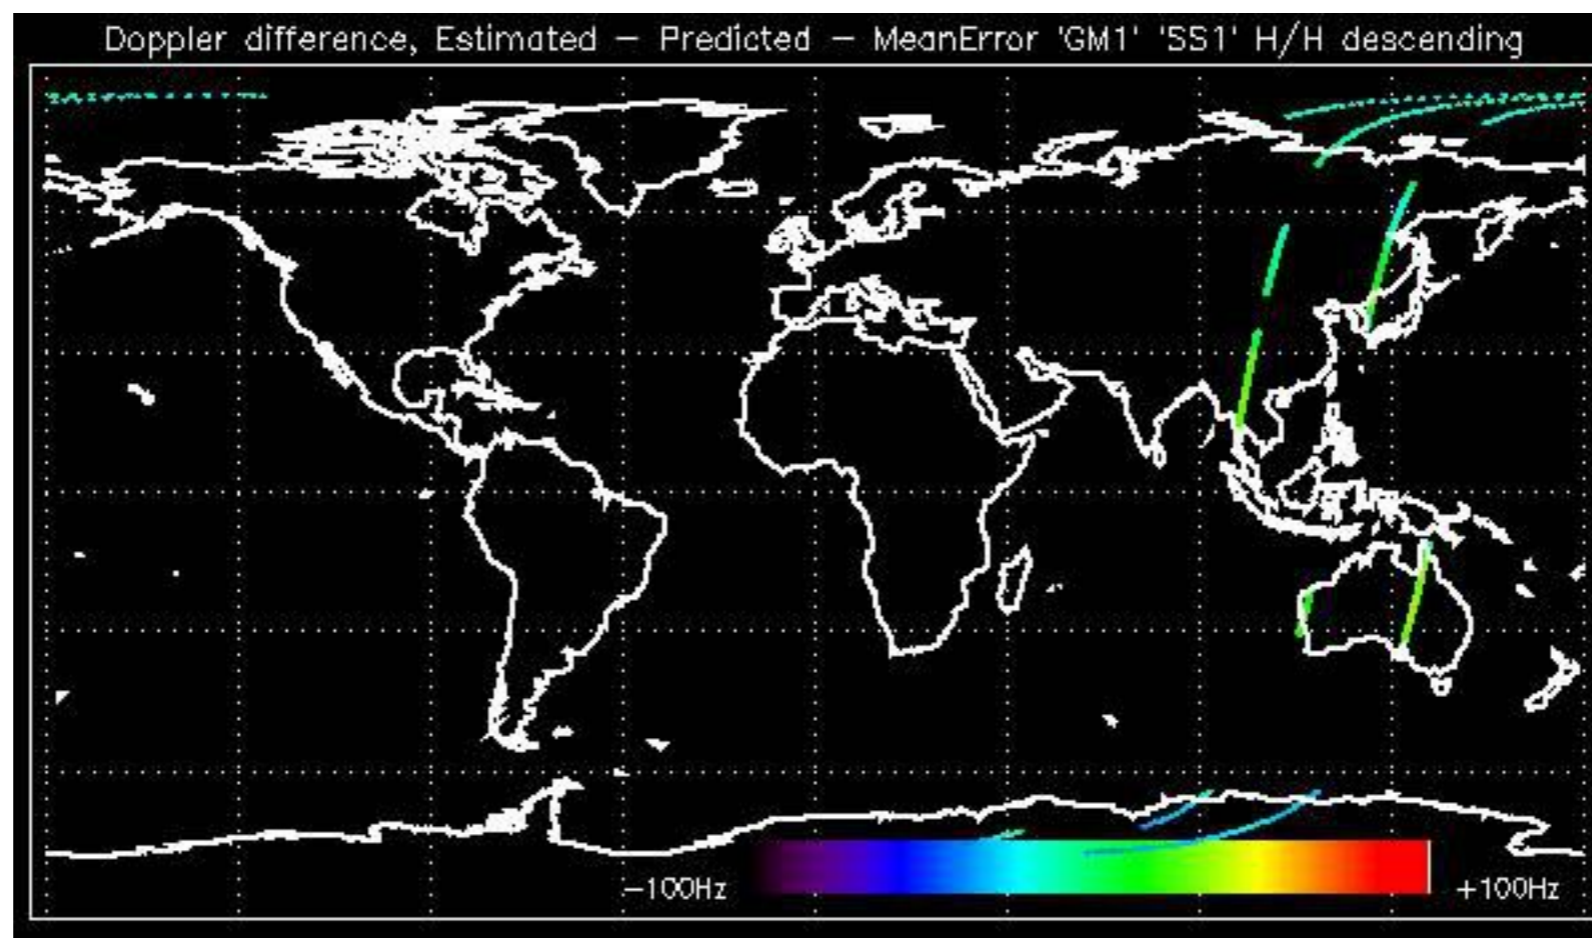 Doppler difference, Estimated − Predicted − MeanError 'GM1' 'SS1' H/H descending
−100Hz +100Hz